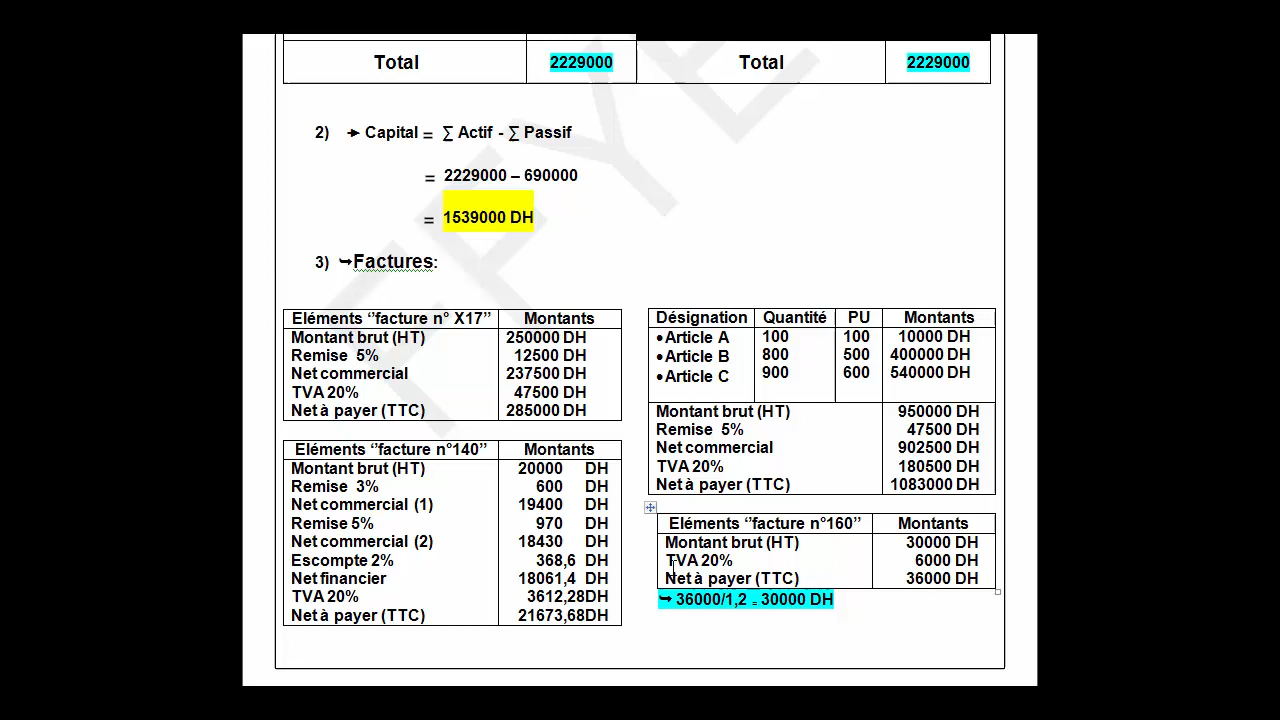 Total 2229000 Total 2229000
2) ➔ Capital = ∑ Actif - ∑ Passif
= 2229000 – 690000
= 1539000 DH
3) ➥Factures:
Eléments ‘’facture n° X17’’ Montants
Montant brut (HT) 250000 DH
Remise 5% 12500 DH
Net commercial 237500 DH
TVA 20% 47500 DH
Net à payer (TTC) 285000 DH
Eléments ‘’facture n°140’’ Montants
Montant brut (HT) 20000 DH
Remise 3% 600 DH
Net commercial (1) 19400 DH
Remise 5% 970 DH
Net commercial (2) 18430 DH
Escompte 2% 368,6 DH
Net financier 18061,4 DH
TVA 20% 3612,28DH
Net à payer (TTC) 21673,68DH
Désignation Quantité PU Montants
•Article A 100 100 10000 DH
•Article B 800 500 400000 DH
•Article C 900 600 540000 DH
Montant brut (HT) 950000 DH
Remise 5% 47500 DH
Net commercial 902500 DH
TVA 20% 180500 DH
Net à payer (TTC) 1083000 DH
Eléments ‘’facture n°160’’ Montants
Montant brut (HT) 30000 DH
TVA 20% 6000 DH
Net à payer (TTC) 36000 DH
➥ 36000/1,2 = 30000 DH